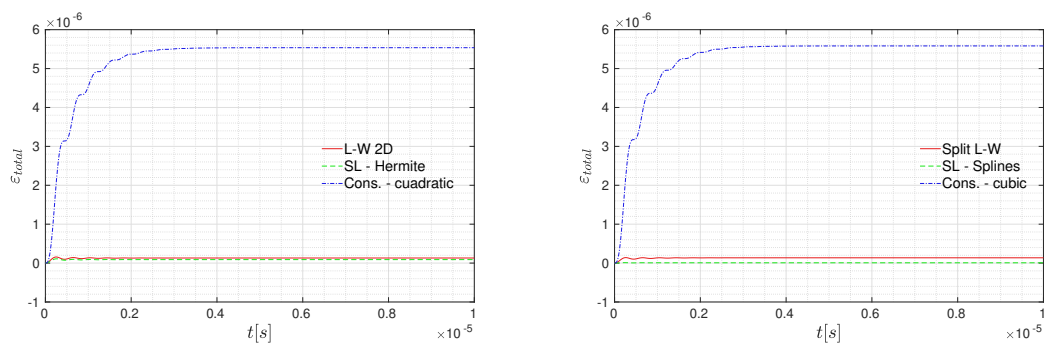 ×10⁻⁶
6
5
4
3
2
1
0
-1
ε_total
L-W 2D
SL - Hermite
Cons. - cuadratic
0 0.2 0.4 0.6 0.8 1
t[s]
×10⁻⁵
×10⁻⁶
6
5
4
3
2
1
0
-1
ε_total
Split L-W
SL - Splines
Cons. - cubic
0 0.2 0.4 0.6 0.8 1
t[s]
×10⁻⁵